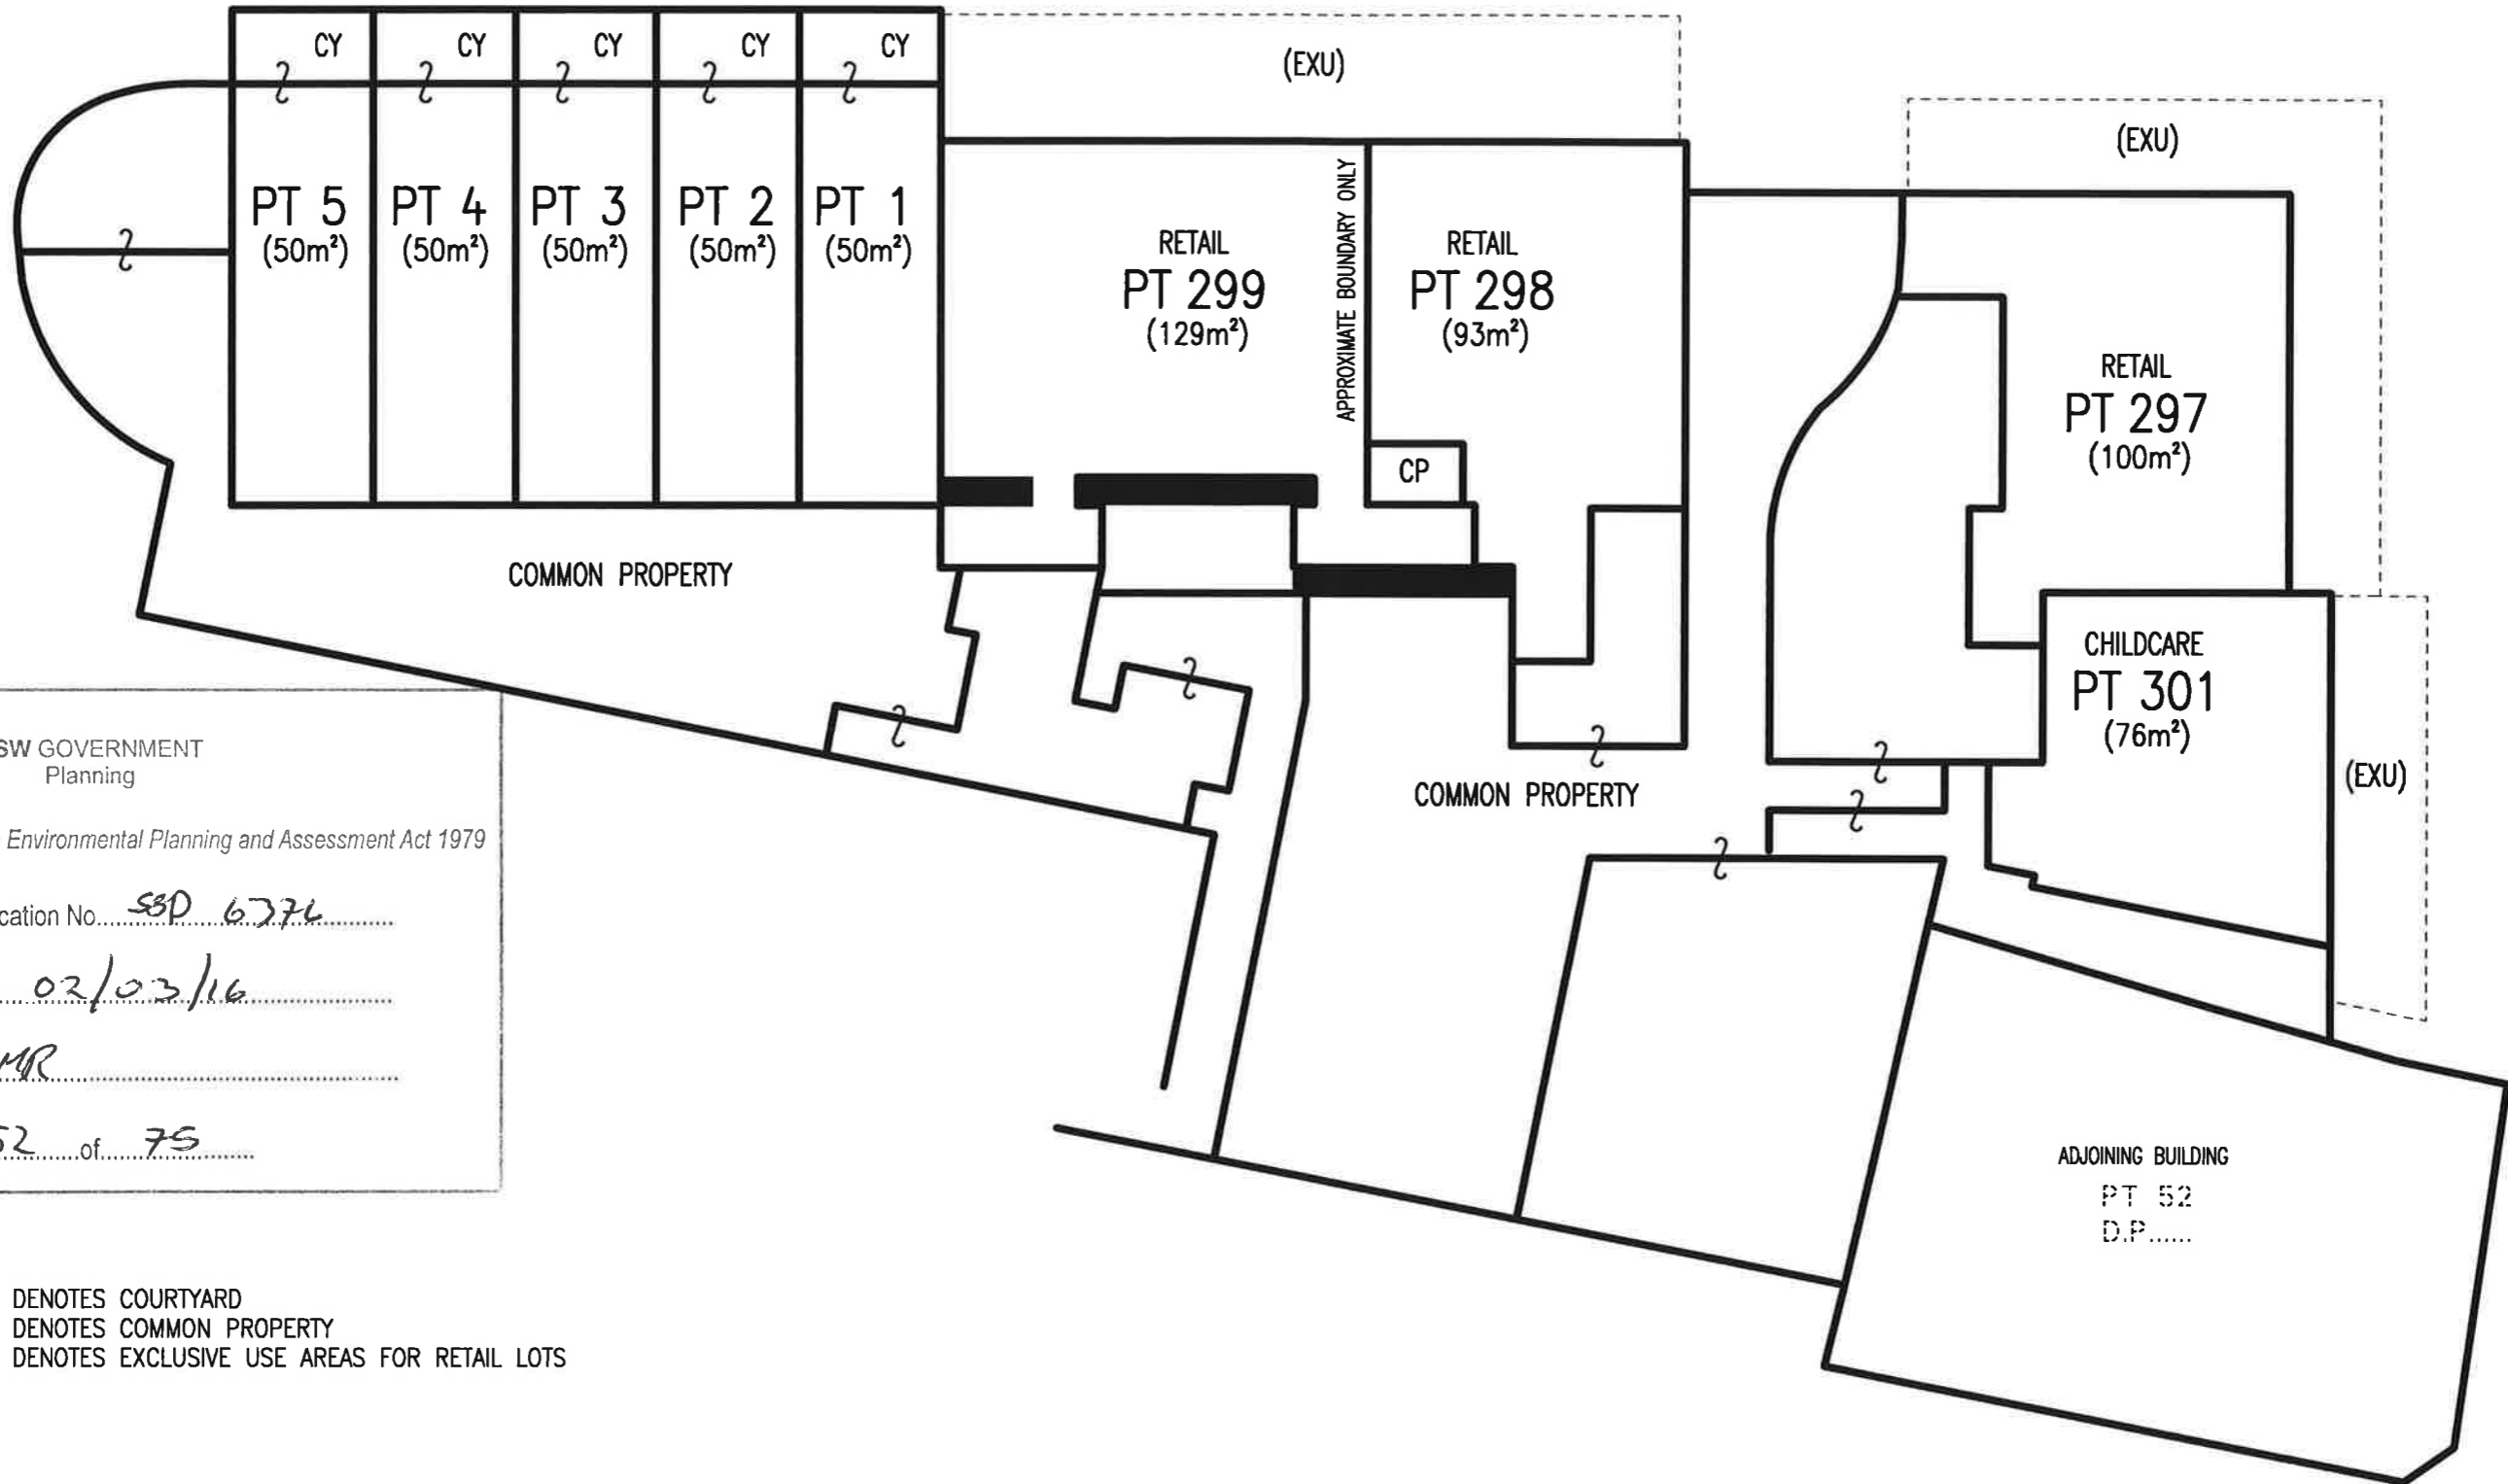 CY CY CY CY CY
(EXU)
(EXU)
PT 5
(50m²)
PT 4
(50m²)
PT 3
(50m²)
PT 2
(50m²)
PT 1
(50m²)
RETAIL
PT 299
(129m²)
APPROXIMATE BOUNDARY ONLY
RETAIL
PT 298
(93m²)
CP
RETAIL
PT 297
(100m²)
COMMON PROPERTY
CHILDCARE
PT 301
(76m²)
(EXU)
COMMON PROPERTY
SW GOVERNMENT
Planning
Environmental Planning and Assessment Act 1979
cation No. SSD
02/03/16
MR
52 of 75
ADJOINING BUILDING
PT 52
D.P......
DENOTES COURTYARD
DENOTES COMMON PROPERTY
DENOTES EXCLUSIVE USE AREAS FOR RETAIL LOTS